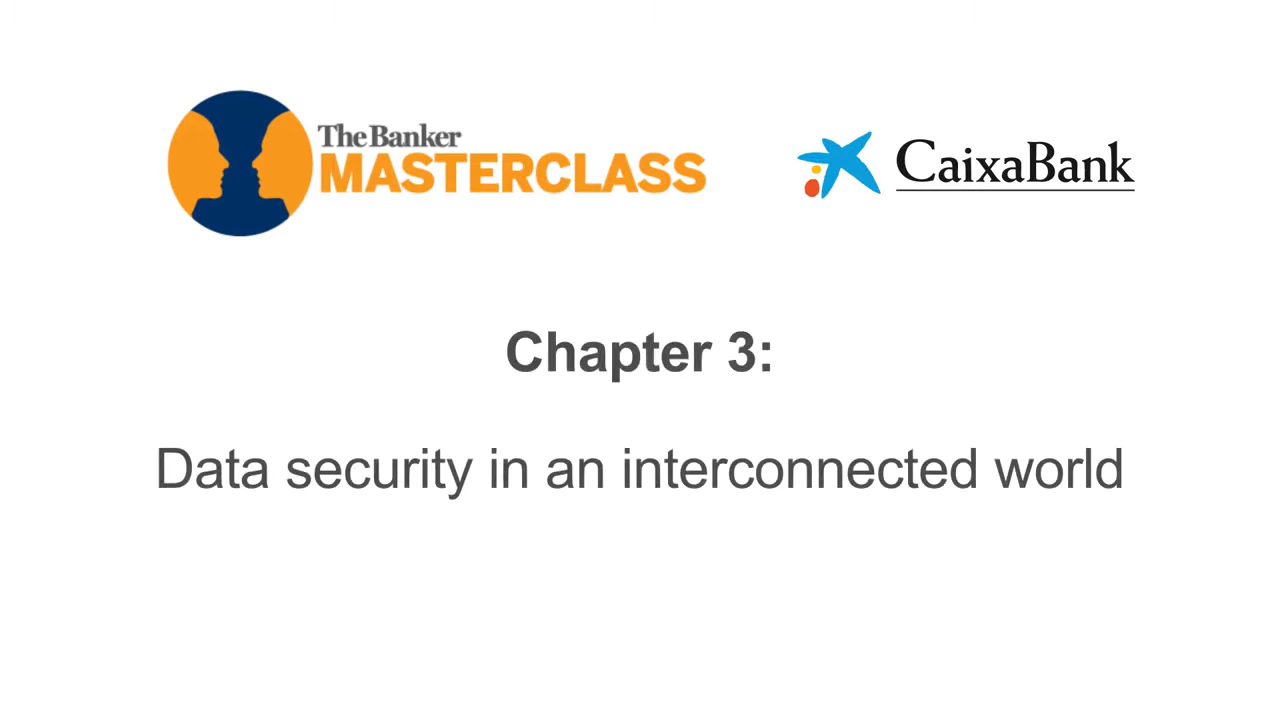 The Banker
MASTERCLASS
CaixaBank
Chapter 3:
Data security in an interconnected world